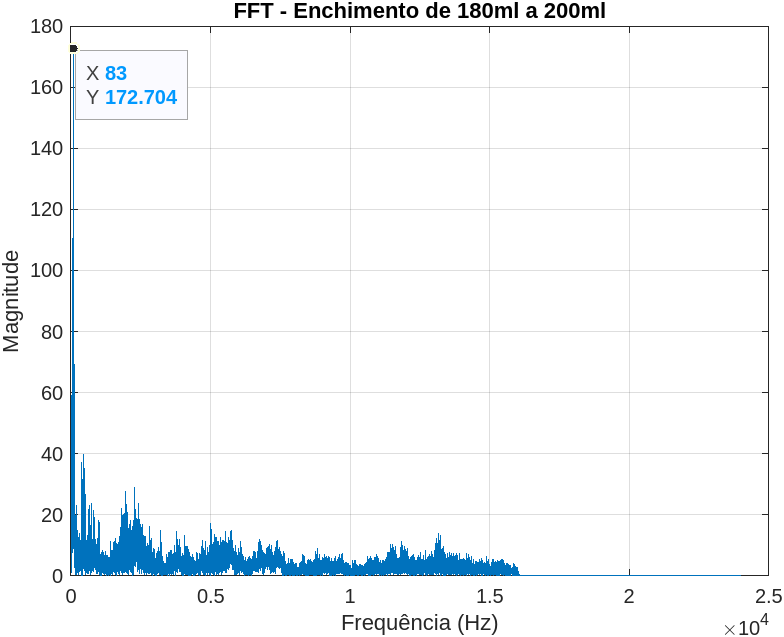 FFT - Enchimento de 180ml a 200ml
180
160
140
120
100
80
60
40
20
0
Magnitude
X 83
Y 172.704
0 0.5 1 1.5 2 2.5
×10⁴
Frequência (Hz)